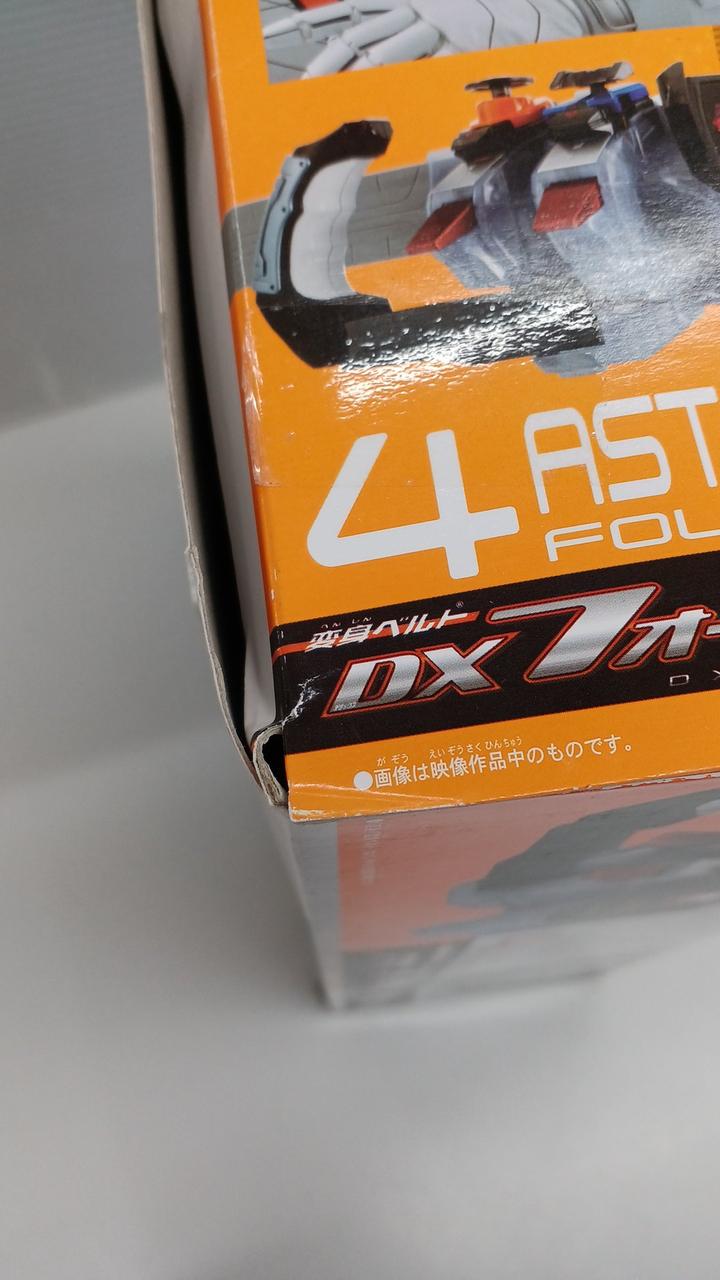 4 AST
FOU
へん しん
変身ベルト®
DX フォー
DX
が ぞう えい ぞう さく ひん ちゅう
●画像は映像作品中のものです。